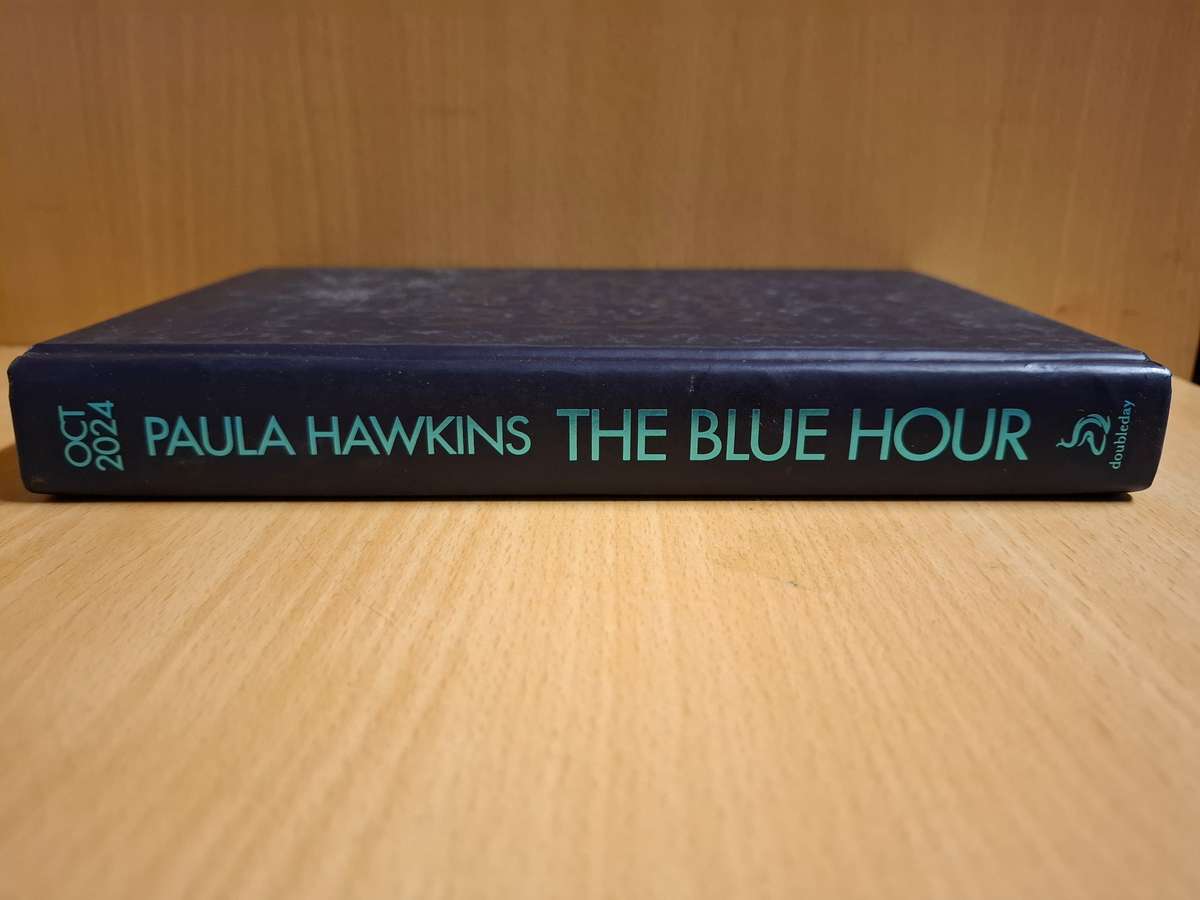 OCT
2024
PAULA HAWKINS THE BLUE HOUR
doubleday